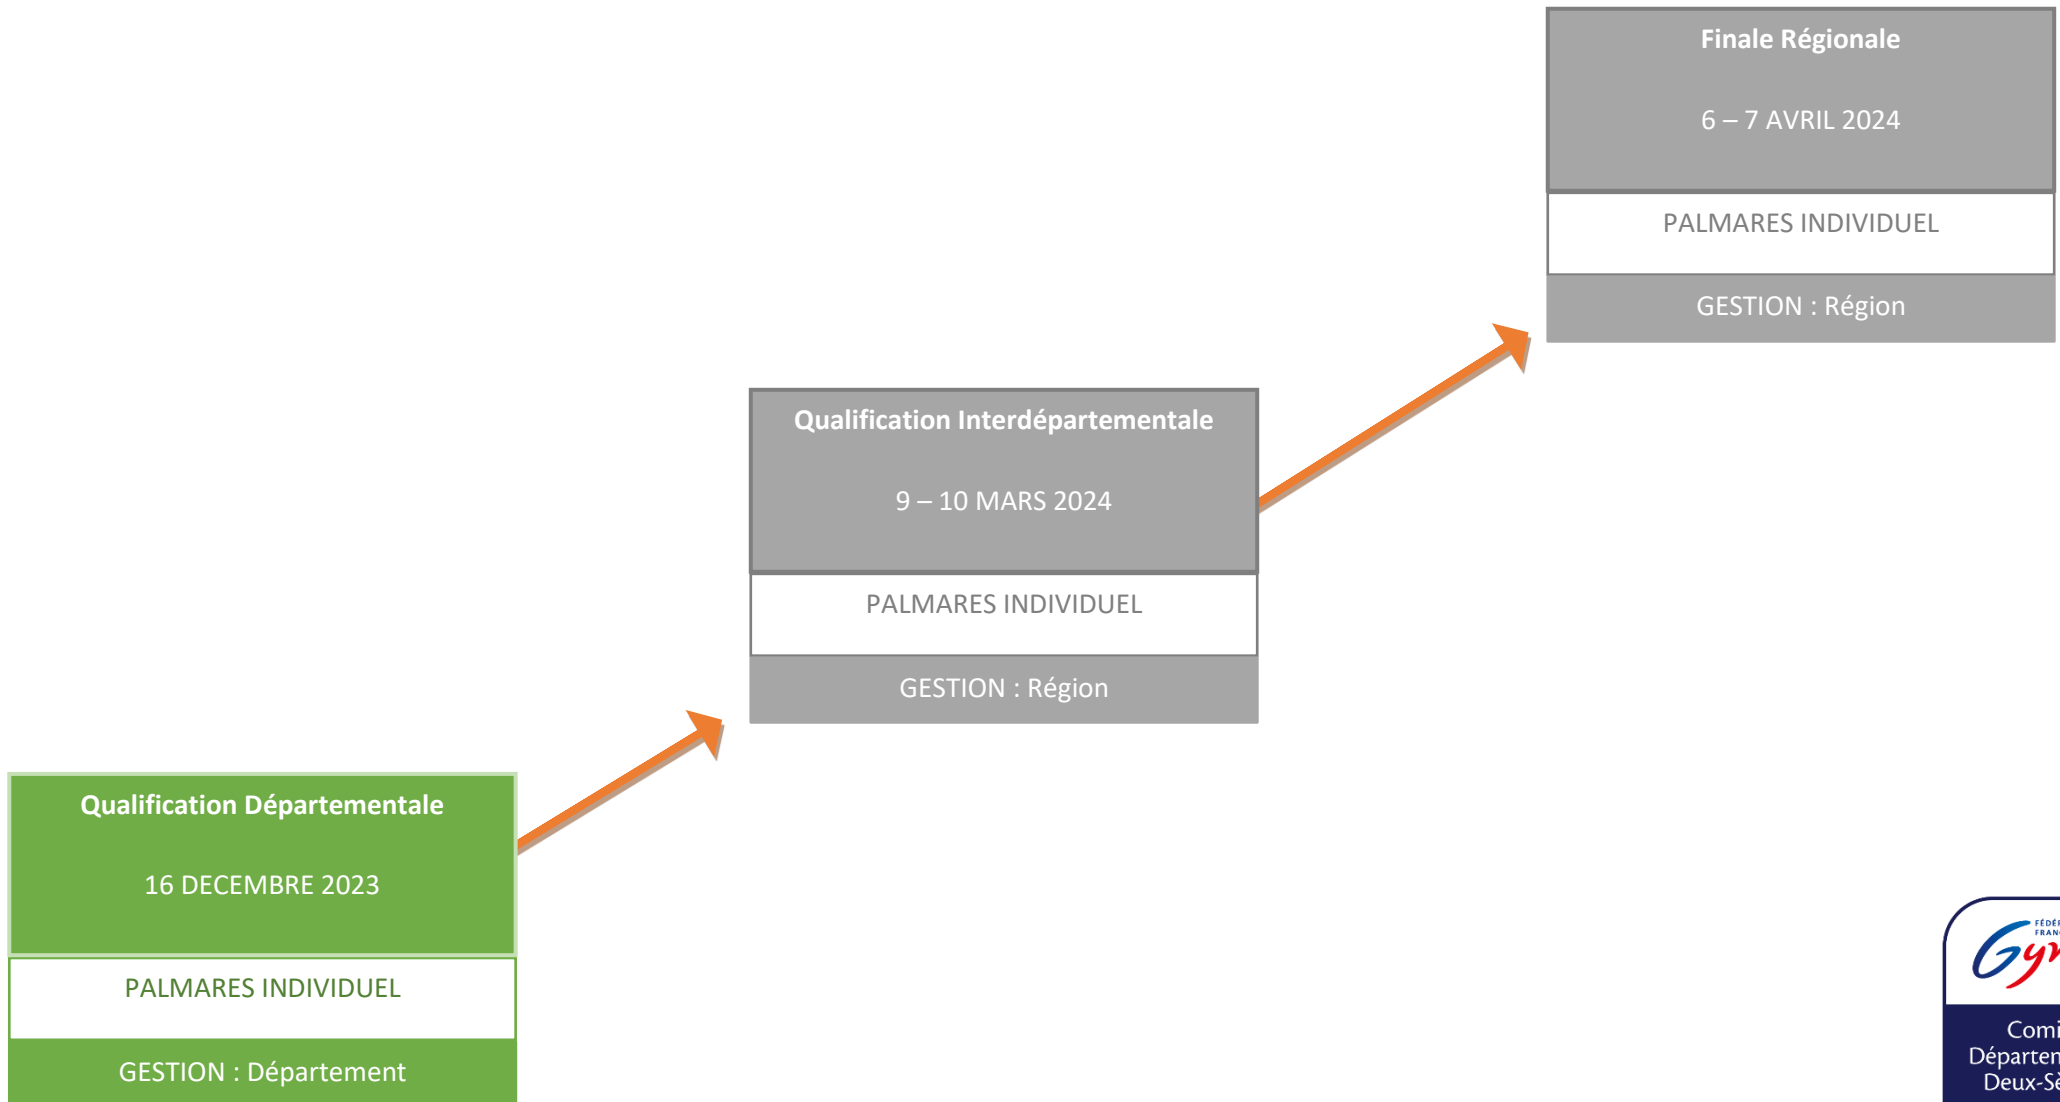 Finale Régionale
6 – 7 AVRIL 2024
PALMARES INDIVIDUEL
GESTION : Région
Qualification Interdépartementale
9 – 10 MARS 2024
PALMARES INDIVIDUEL
GESTION : Région
Qualification Départementale
16 DECEMBRE 2023
PALMARES INDIVIDUEL
GESTION : Département